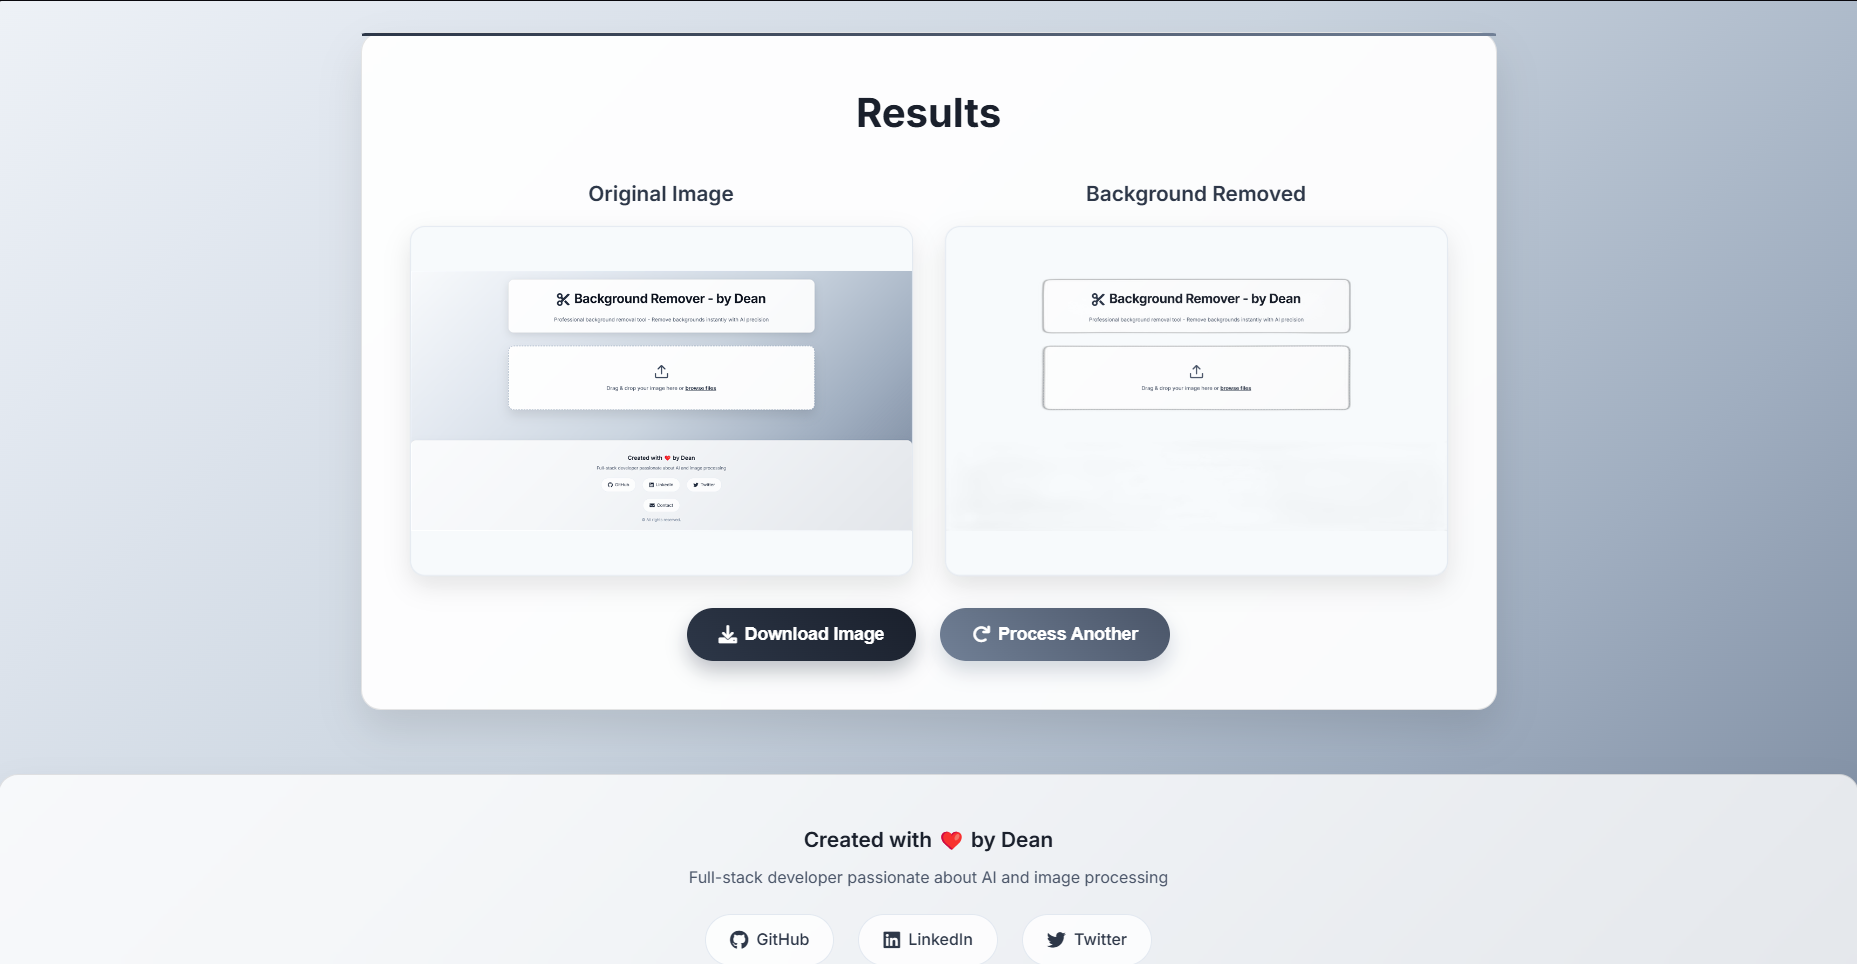 Results
Original Image
Background Removed
Background Remover - by Dean
Professional background removal tool - Remove backgrounds instantly with AI precision
Drag & drop your image here or browse files
Created with ❤️ by Dean
Full-stack developer passionate about AI and image processing
GitHub LinkedIn Twitter
Contact
Background Remover - by Dean
Professional background removal tool - Remove backgrounds instantly with AI precision
Drag & drop your image here or browse files
Download Image
Process Another
Created with ❤️ by Dean
Full-stack developer passionate about AI and image processing
GitHub LinkedIn Twitter